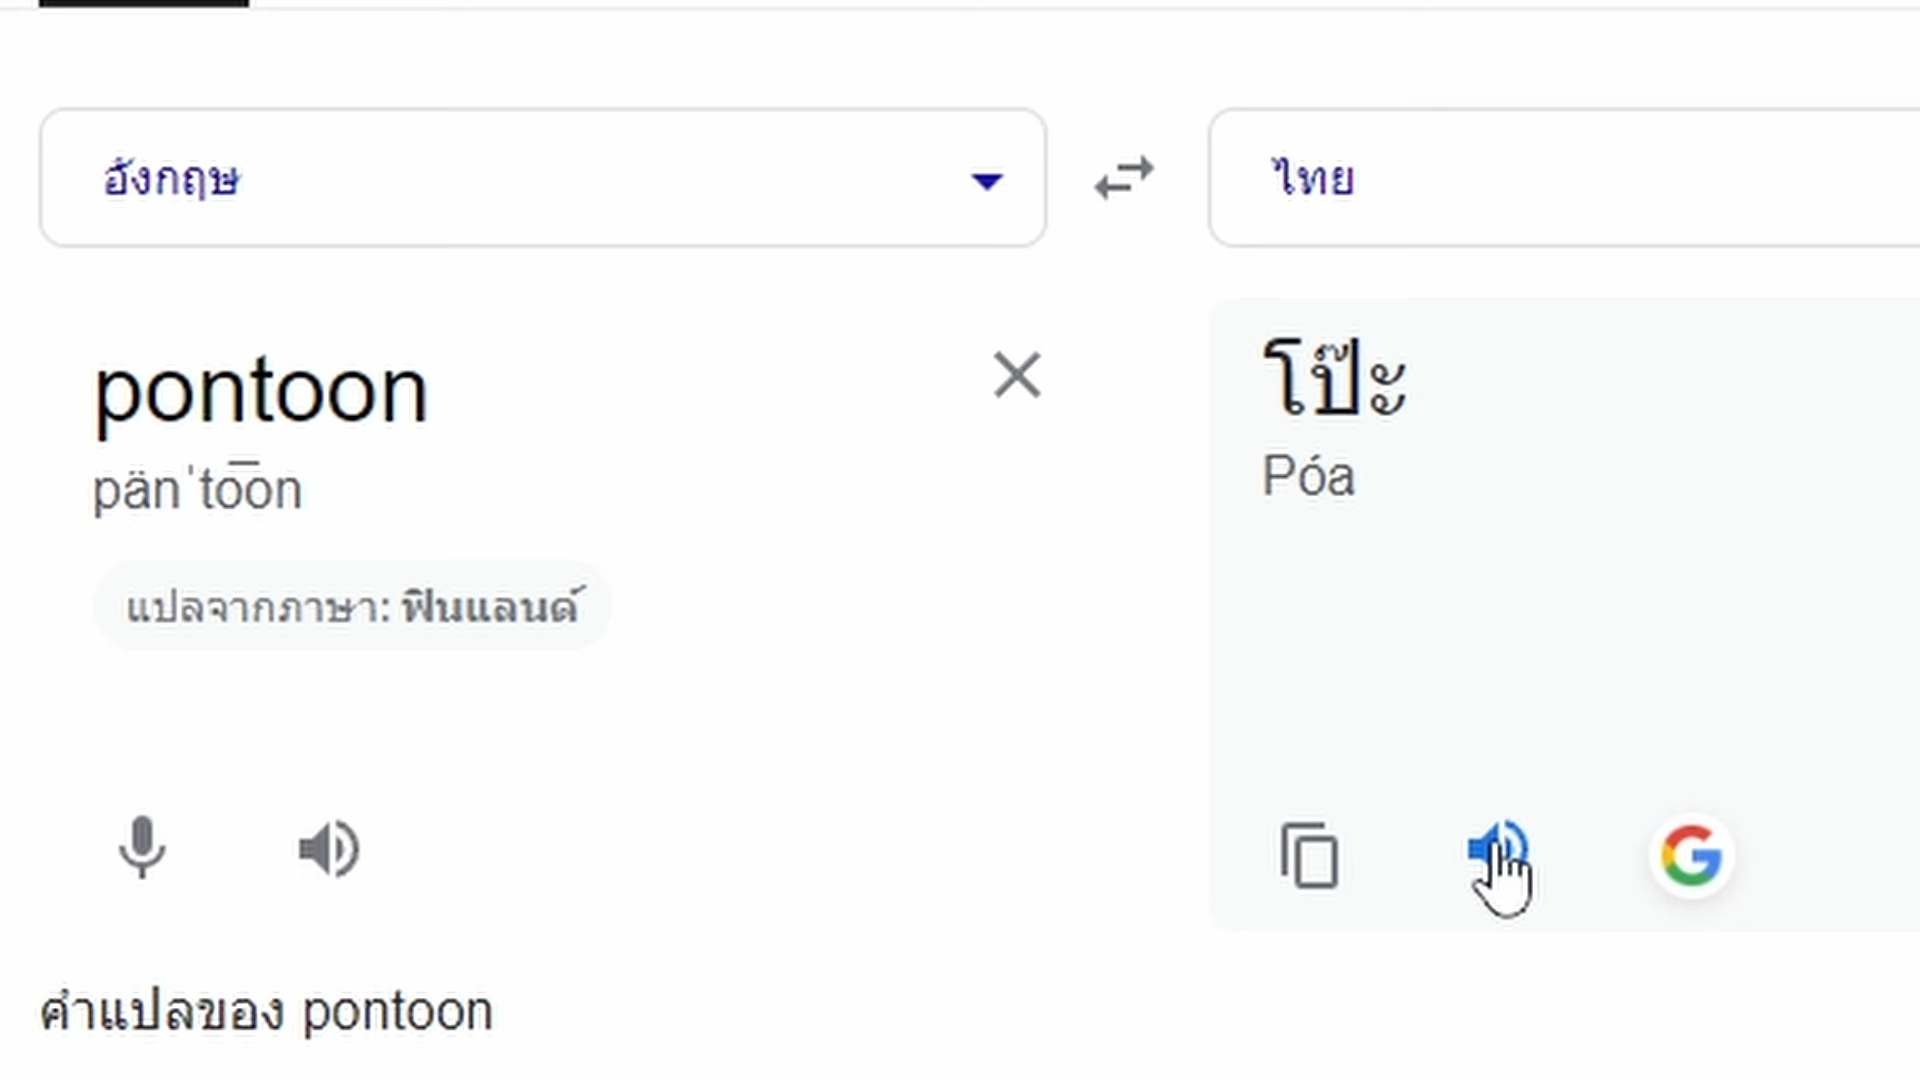 อังกฤษ
ไทย
pontoon
pänˈto͞on
แปลจากภาษา: ฟินแลนด์
โป๊ะ
Póa
คำแปลของ pontoon